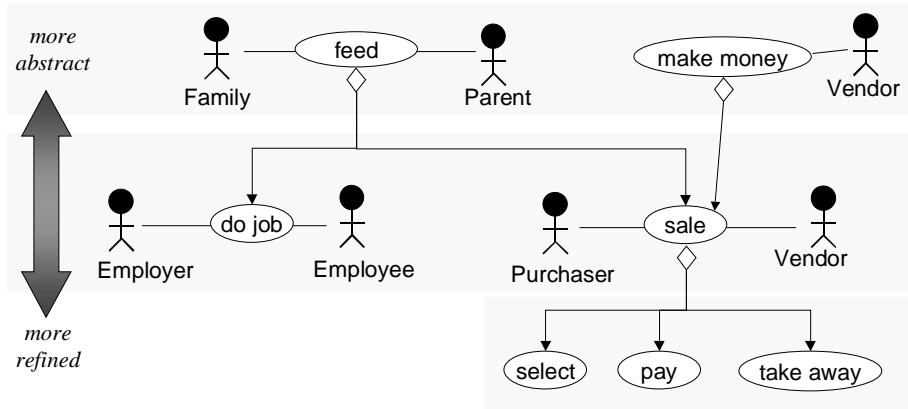 more
abstract
feed
make money
Family
Parent
Vendor
do job
sale
Employer
Employee
Purchaser
Vendor
more
refined
select
pay
take away